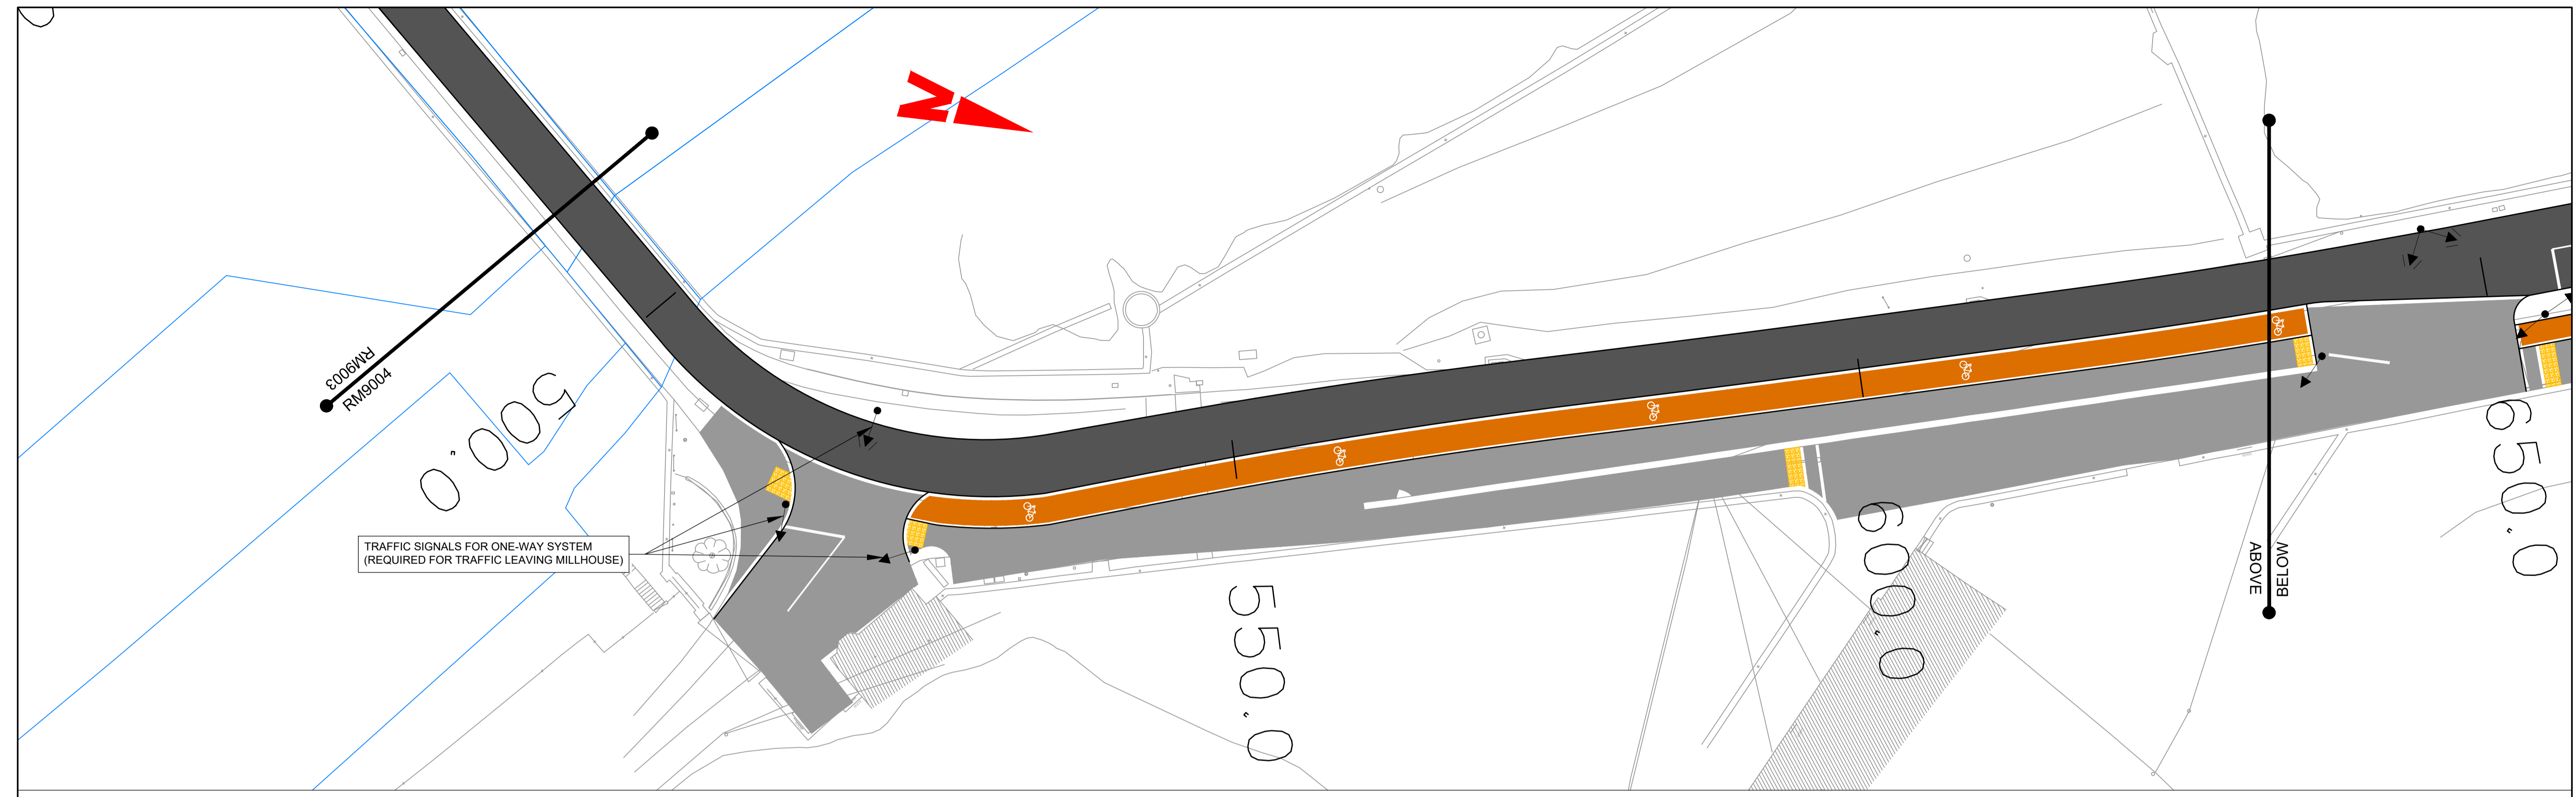 N
RM9003
RM9004
500.0
TRAFFIC SIGNALS FOR ONE-WAY SYSTEM
(REQUIRED FOR TRAFFIC LEAVING MILLHOUSE)
550.0
600.0
ABOVE
BELOW
650.0